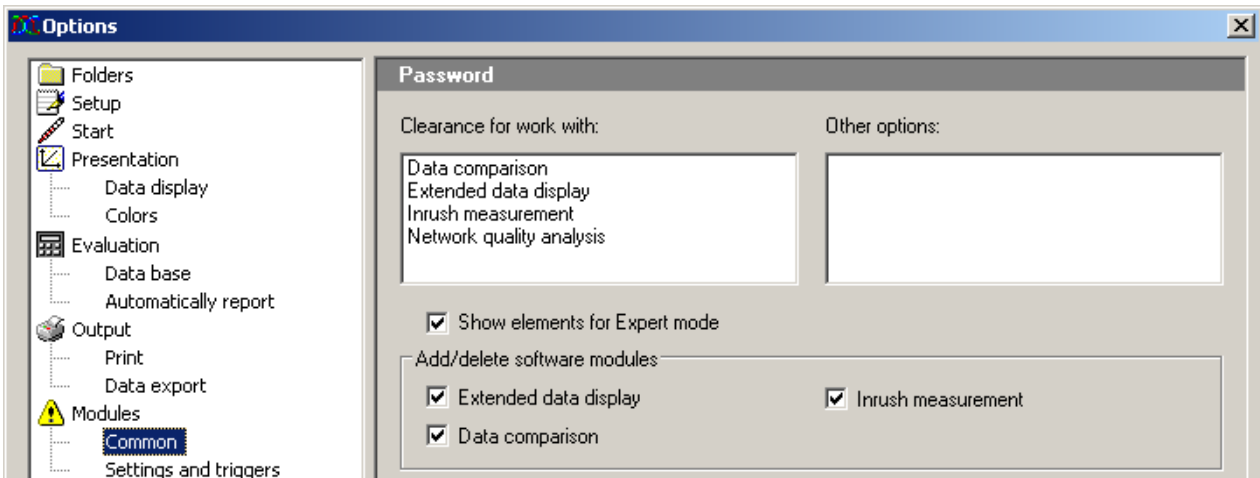 Options
Folders
Setup
Start
Presentation
Data display
Colors
Evaluation
Data base
Automatically report
Output
Print
Data export
Modules
Common
Settings and triggers
Password
Clearance for work with:
Data comparison
Extended data display
Inrush measurement
Network quality analysis
Other options:
Show elements for Expert mode
Add/delete software modules
Extended data display
Inrush measurement
Data comparison